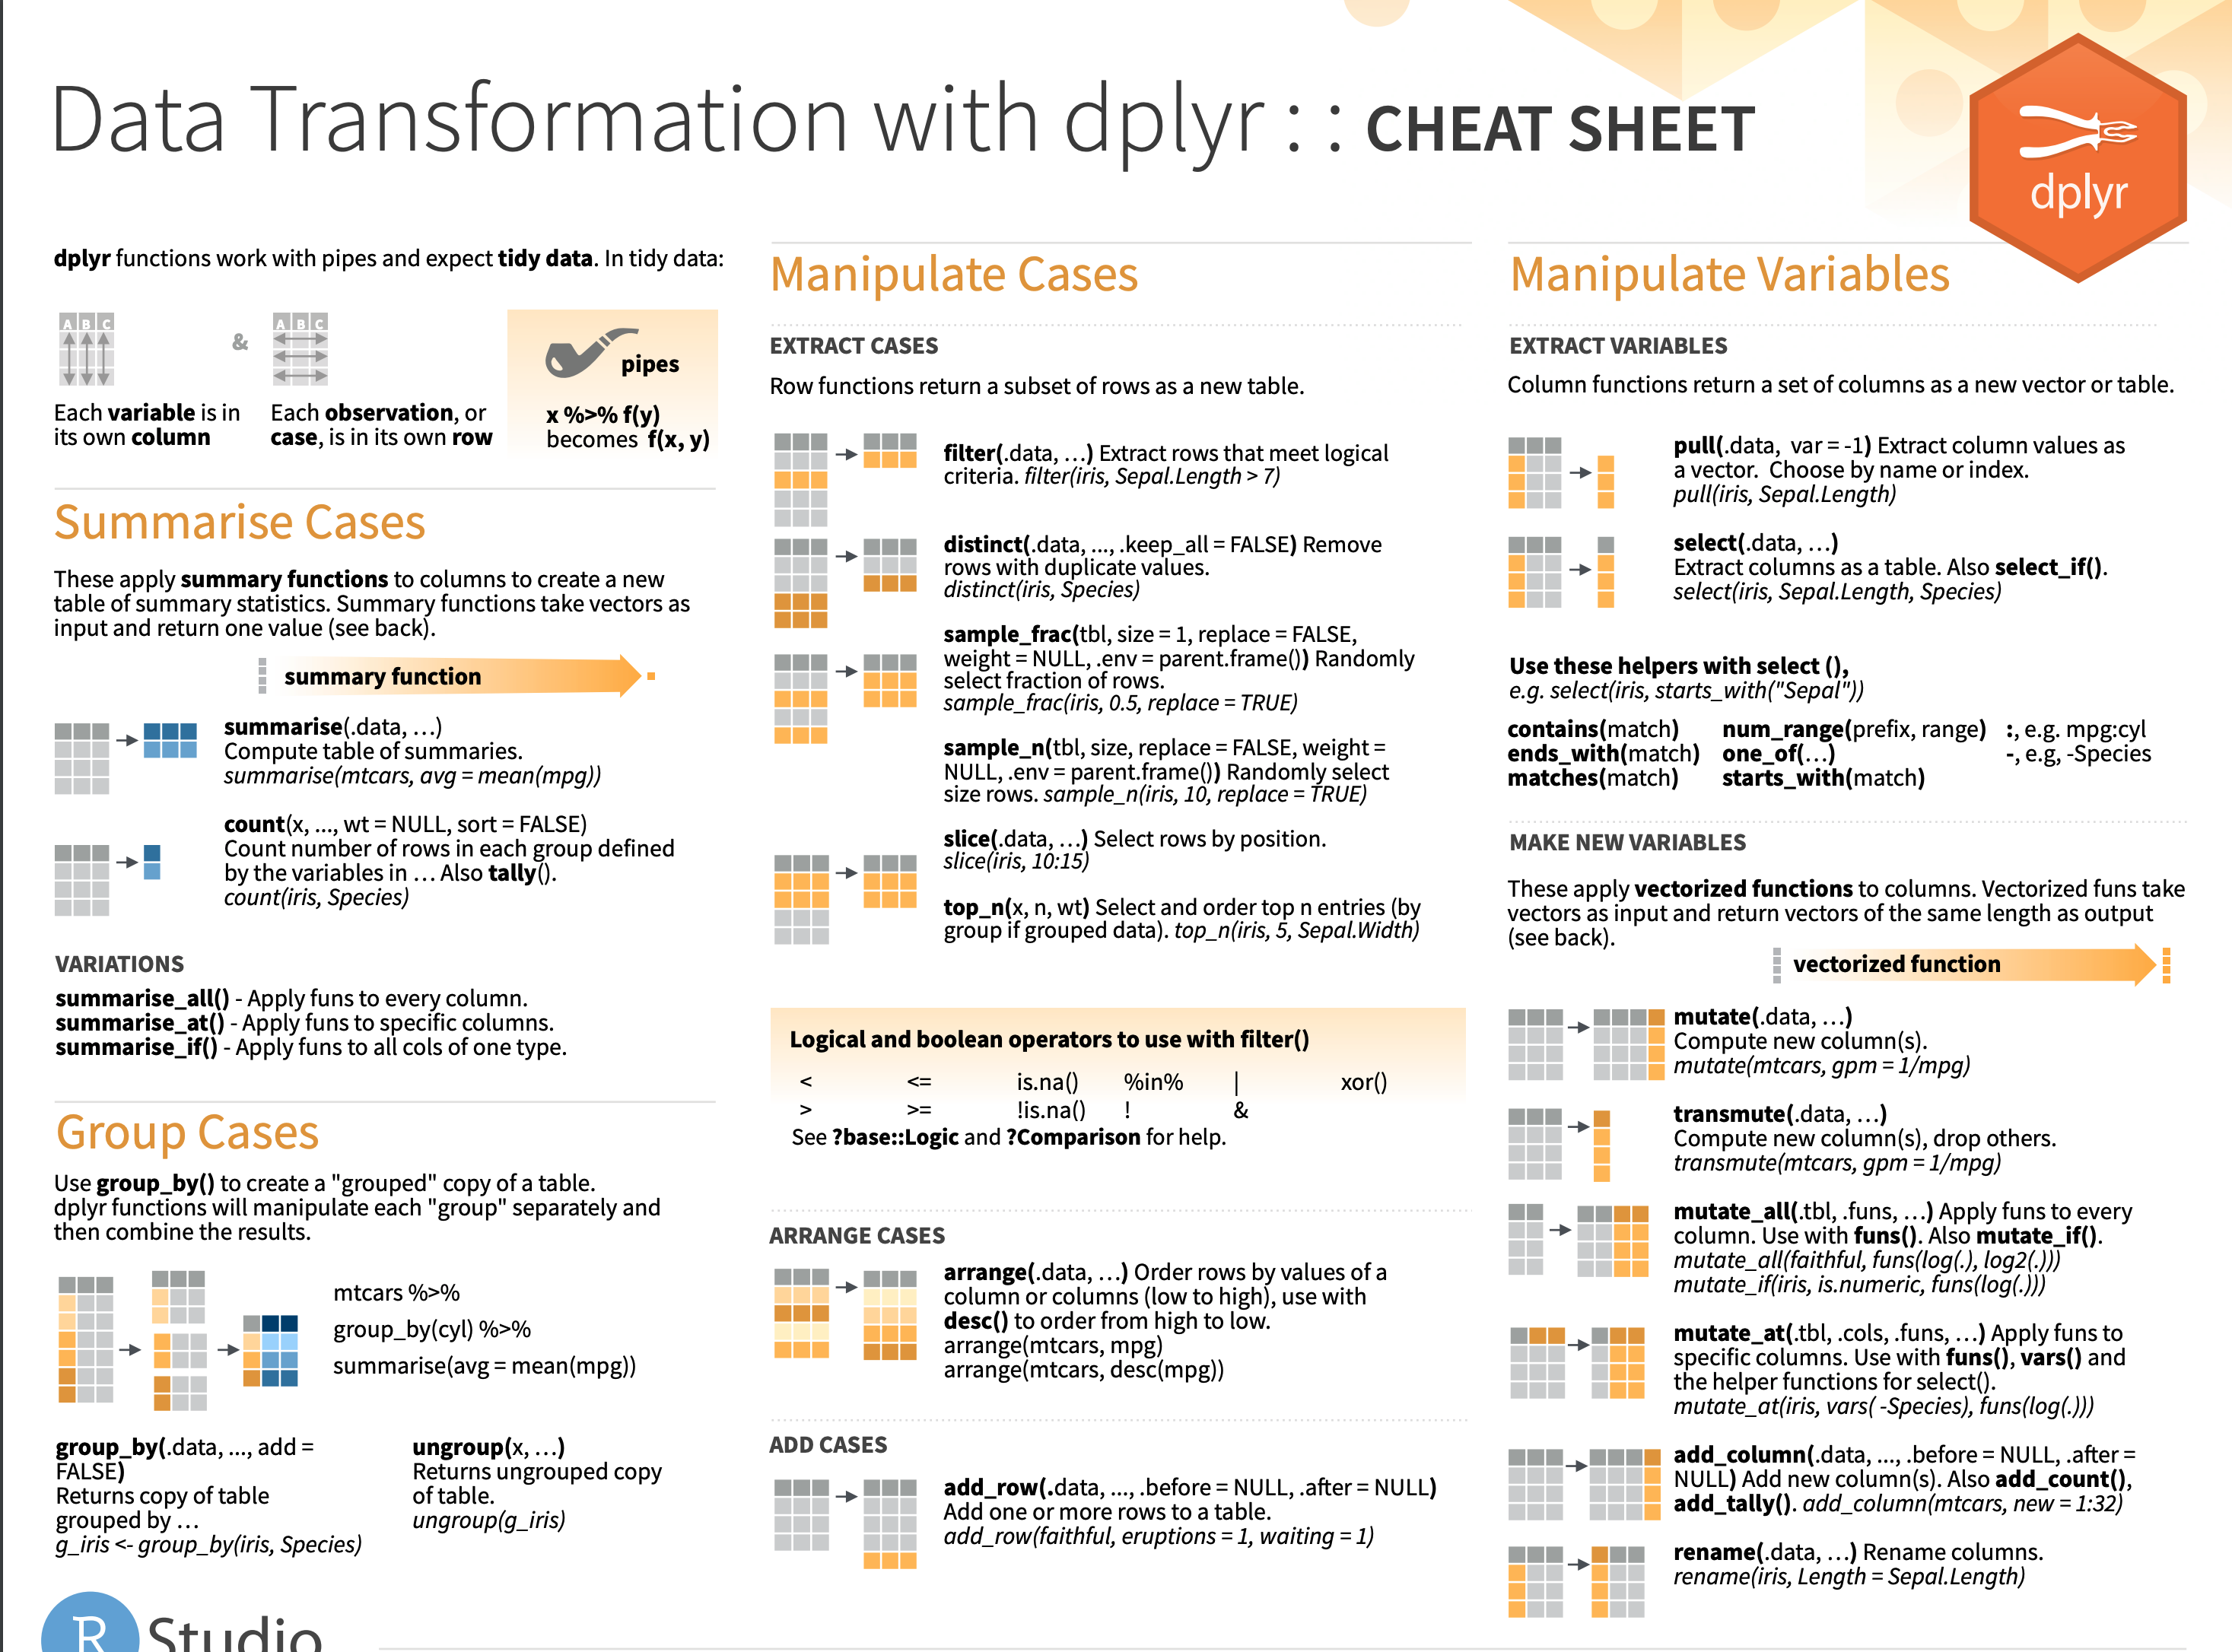 Data Transformation with dplyr : : CHEAT SHEET
dplyr
dplyr functions work with pipes and expect tidy data. In tidy data:
A B C
&
A B C
pipes
Each variable is in
its own column
Each observation, or
case, is in its own row
x %>% f(y)
becomes f(x, y)
Summarise Cases
These apply summary functions to columns to create a new
table of summary statistics. Summary functions take vectors as
input and return one value (see back).
summary function
summarise(.data, …)
Compute table of summaries.
summarise(mtcars, avg = mean(mpg))
count(x, ..., wt = NULL, sort = FALSE)
Count number of rows in each group defined
by the variables in … Also tally().
count(iris, Species)
VARIATIONS
summarise_all() - Apply funs to every column.
summarise_at() - Apply funs to specific columns.
summarise_if() - Apply funs to all cols of one type.
Group Cases
Use group_by() to create a "grouped" copy of a table.
dplyr functions will manipulate each "group" separately and
then combine the results.
mtcars %>%
group_by(cyl) %>%
summarise(avg = mean(mpg))
group_by(.data, ..., add =
FALSE)
Returns copy of table
grouped by …
g_iris <- group_by(iris, Species)
ungroup(x, …)
Returns ungrouped copy
of table.
ungroup(g_iris)
R Studio
Manipulate Cases
EXTRACT CASES
Row functions return a subset of rows as a new table.
filter(.data, …) Extract rows that meet logical
criteria. filter(iris, Sepal.Length > 7)
distinct(.data, ..., .keep_all = FALSE) Remove
rows with duplicate values.
distinct(iris, Species)
sample_frac(tbl, size = 1, replace = FALSE,
weight = NULL, .env = parent.frame()) Randomly
select fraction of rows.
sample_frac(iris, 0.5, replace = TRUE)
sample_n(tbl, size, replace = FALSE, weight =
NULL, .env = parent.frame()) Randomly select
size rows. sample_n(iris, 10, replace = TRUE)
slice(.data, …) Select rows by position.
slice(iris, 10:15)
top_n(x, n, wt) Select and order top n entries (by
group if grouped data). top_n(iris, 5, Sepal.Width)
Logical and boolean operators to use with filter()
< <= is.na() %in% | xor()
> >= !is.na() ! &
See ?base::Logic and ?Comparison for help.
ARRANGE CASES
arrange(.data, …) Order rows by values of a
column or columns (low to high), use with
desc() to order from high to low.
arrange(mtcars, mpg)
arrange(mtcars, desc(mpg))
ADD CASES
add_row(.data, ..., .before = NULL, .after = NULL)
Add one or more rows to a table.
add_row(faithful, eruptions = 1, waiting = 1)
Manipulate Variables
EXTRACT VARIABLES
Column functions return a set of columns as a new vector or table.
pull(.data, var = -1) Extract column values as
a vector. Choose by name or index.
pull(iris, Sepal.Length)
select(.data, …)
Extract columns as a table. Also select_if().
select(iris, Sepal.Length, Species)
Use these helpers with select (),
e.g. select(iris, starts_with("Sepal"))
contains(match) num_range(prefix, range) :, e.g. mpg:cyl
ends_with(match) one_of(…) -, e.g, -Species
matches(match) starts_with(match)
MAKE NEW VARIABLES
These apply vectorized functions to columns. Vectorized funs take
vectors as input and return vectors of the same length as output
(see back).
vectorized function
mutate(.data, …)
Compute new column(s).
mutate(mtcars, gpm = 1/mpg)
transmute(.data, …)
Compute new column(s), drop others.
transmute(mtcars, gpm = 1/mpg)
mutate_all(.tbl, .funs, …) Apply funs to every
column. Use with funs(). Also mutate_if().
mutate_all(faithful, funs(log(.), log2(.)))
mutate_if(iris, is.numeric, funs(log(.)))
mutate_at(.tbl, .cols, .funs, …) Apply funs to
specific columns. Use with funs(), vars() and
the helper functions for select().
mutate_at(iris, vars( -Species), funs(log(.)))
add_column(.data, ..., .before = NULL, .after =
NULL) Add new column(s). Also add_count(),
add_tally(). add_column(mtcars, new = 1:32)
rename(.data, …) Rename columns.
rename(iris, Length = Sepal.Length)